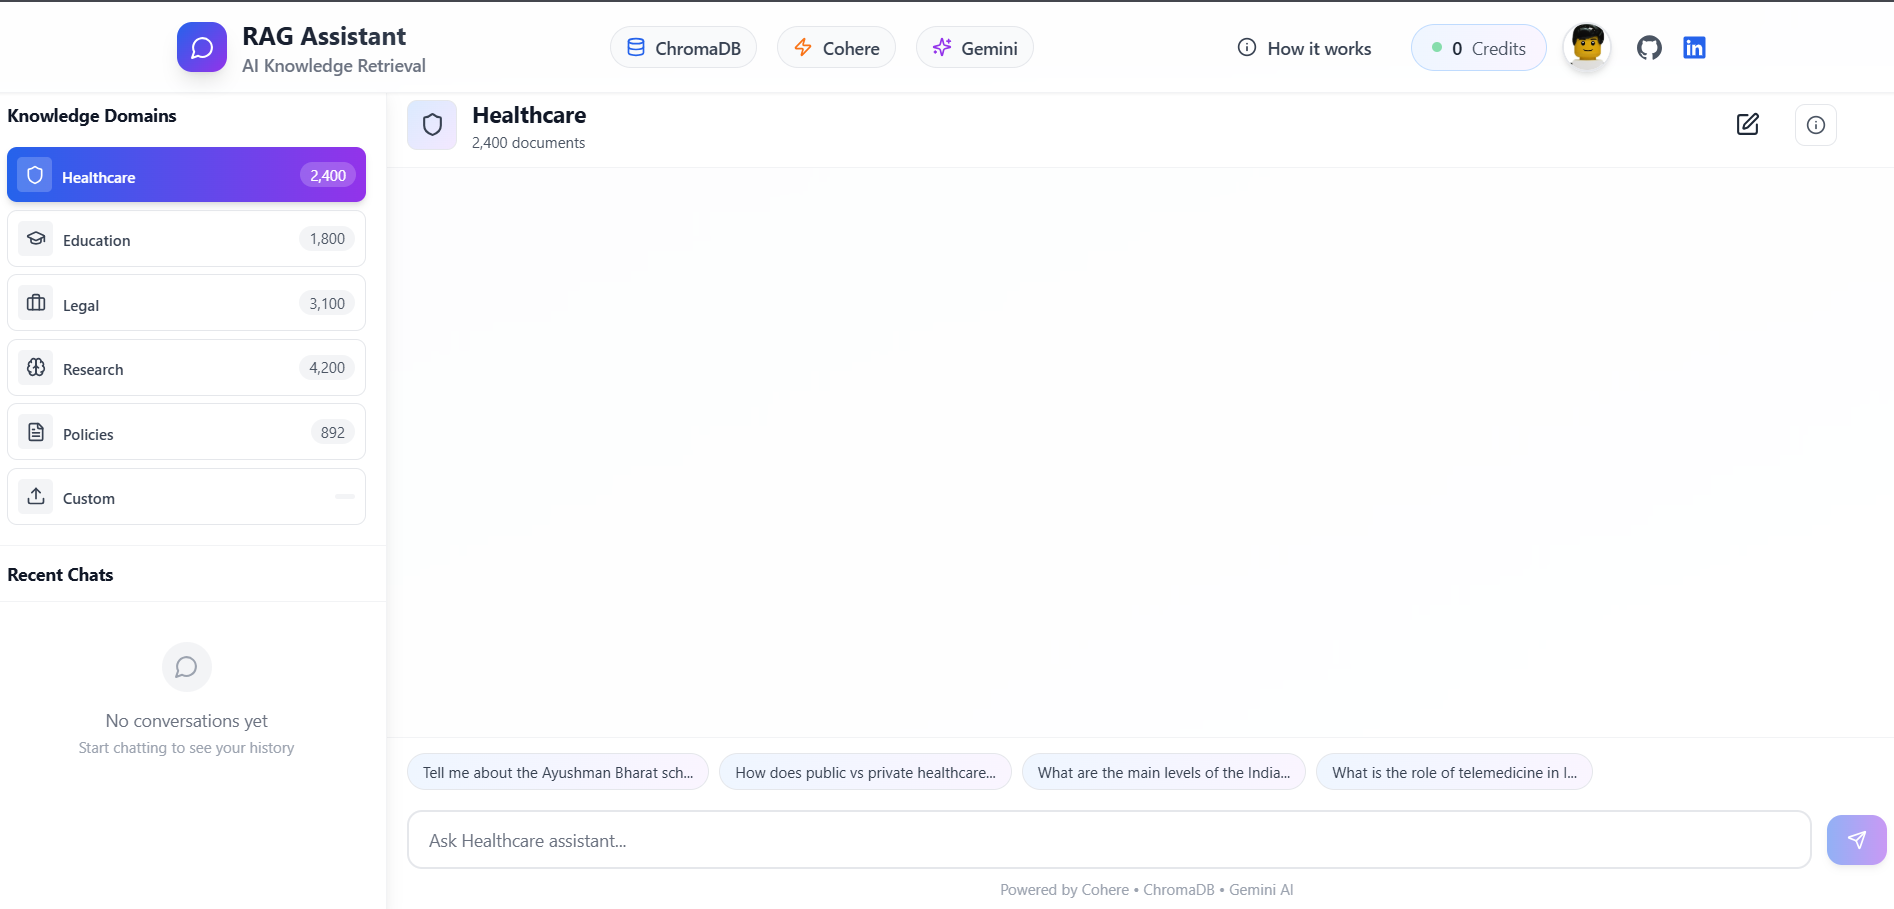 RAG Assistant
AI Knowledge Retrieval
ChromaDB
Cohere
Gemini
How it works
0 Credits
Knowledge Domains
Healthcare
2,400
Education
1,800
Legal
3,100
Research
4,200
Policies
892
Custom
Recent Chats
No conversations yet
Start chatting to see your history
Healthcare
2,400 documents
Tell me about the Ayushman Bharat sch...
How does public vs private healthcare...
What are the main levels of the India...
What is the role of telemedicine in I...
Ask Healthcare assistant...
Powered by Cohere • ChromaDB • Gemini AI